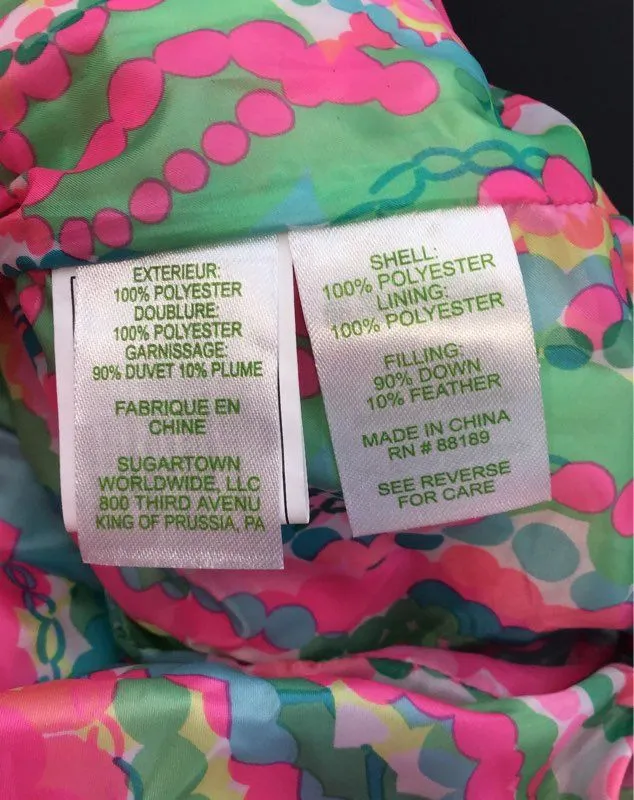 EXTERIEUR:
100% POLYESTER
DOUBLURE:
100% POLYESTER
GARNISSAGE:
90% DUVET 10% PLUME
FABRIQUE EN
CHINE
SUGARTOWN
WORLDWIDE, LLC
800 THIRD AVENU
KING OF PRUSSIA, PA
SHELL:
100% POLYESTER
LINING:
100% POLYESTER
FILLING:
90% DOWN
10% FEATHER
MADE IN CHINA
RN # 88189
SEE REVERSE
FOR CARE